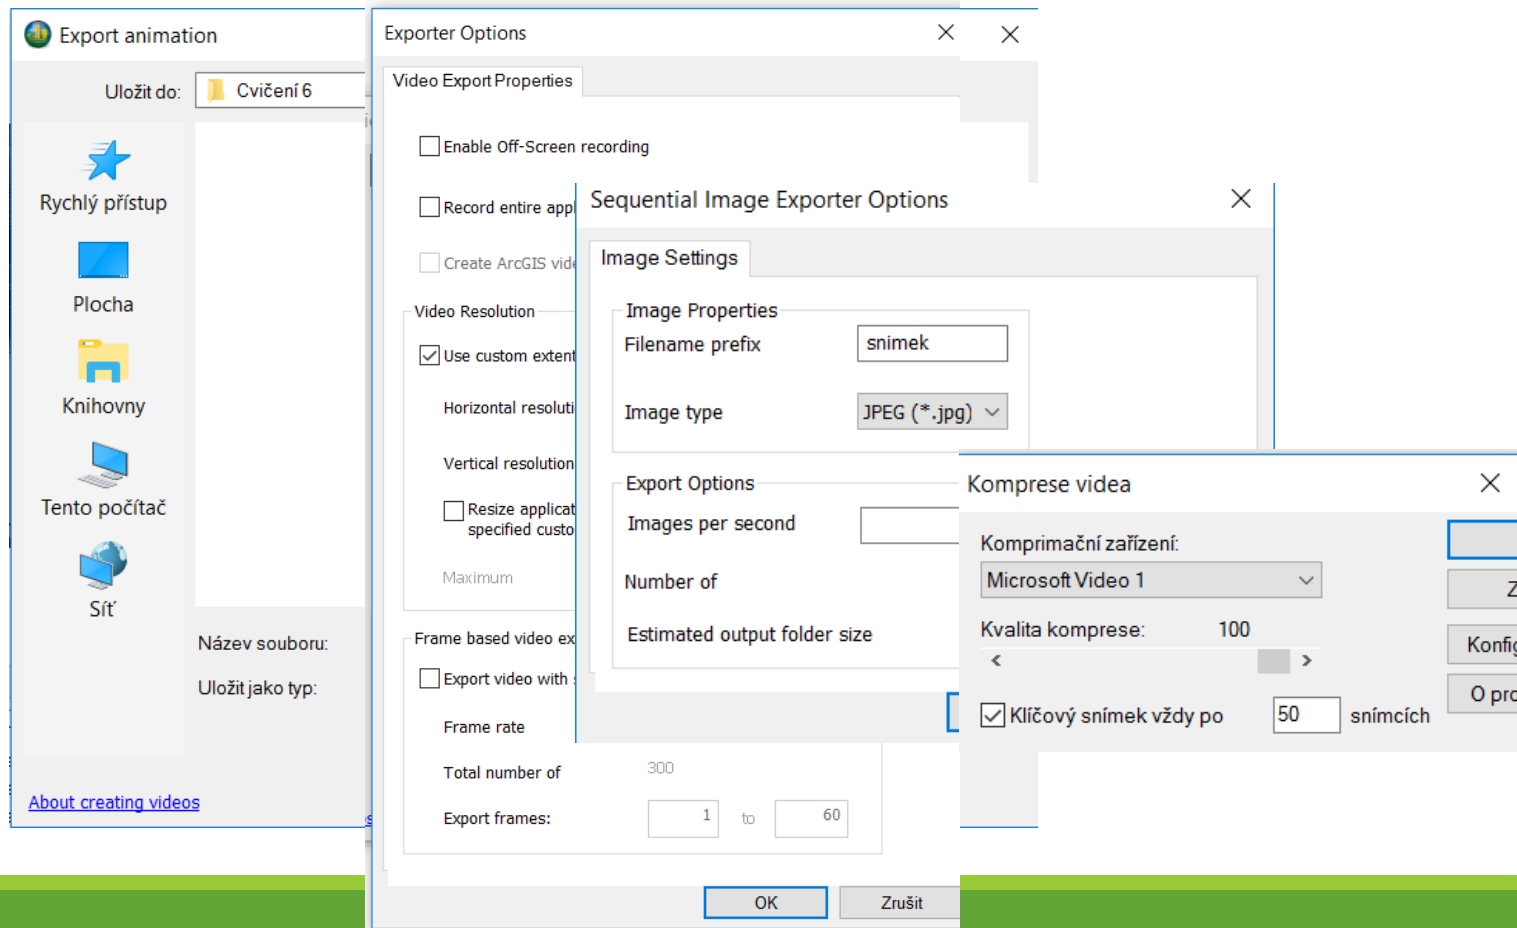 Export animation
Uložit do:
Cvičení 6
Rychlý přístup
Plocha
Knihovny
Tento počítač
Síť
Název souboru:
Uložit jako typ:
About creating videos
Exporter Options
Video Export Properties
Enable Off-Screen recording
Record entire appl
Create ArcGIS vide
Video Resolution
Use custom extent
Horizontal resoluti
Vertical resolution
Resize applicat
specified custo
Maximum
Frame based video ex
Export video with s
Frame rate
Total number of
300
Export frames:
1
to
60
OK
Zrušit
Sequential Image Exporter Options
Image Settings
Image Properties
Filename prefix
snimek
Image type
JPEG (*.jpg)
Export Options
Images per second
Number of
Estimated output folder size
Komprese videa
Komprimační zařízení:
Microsoft Video 1
Z
Kvalita komprese:
100
Konfig
O pro
Klíčový snímek vždy po
50
snímcích